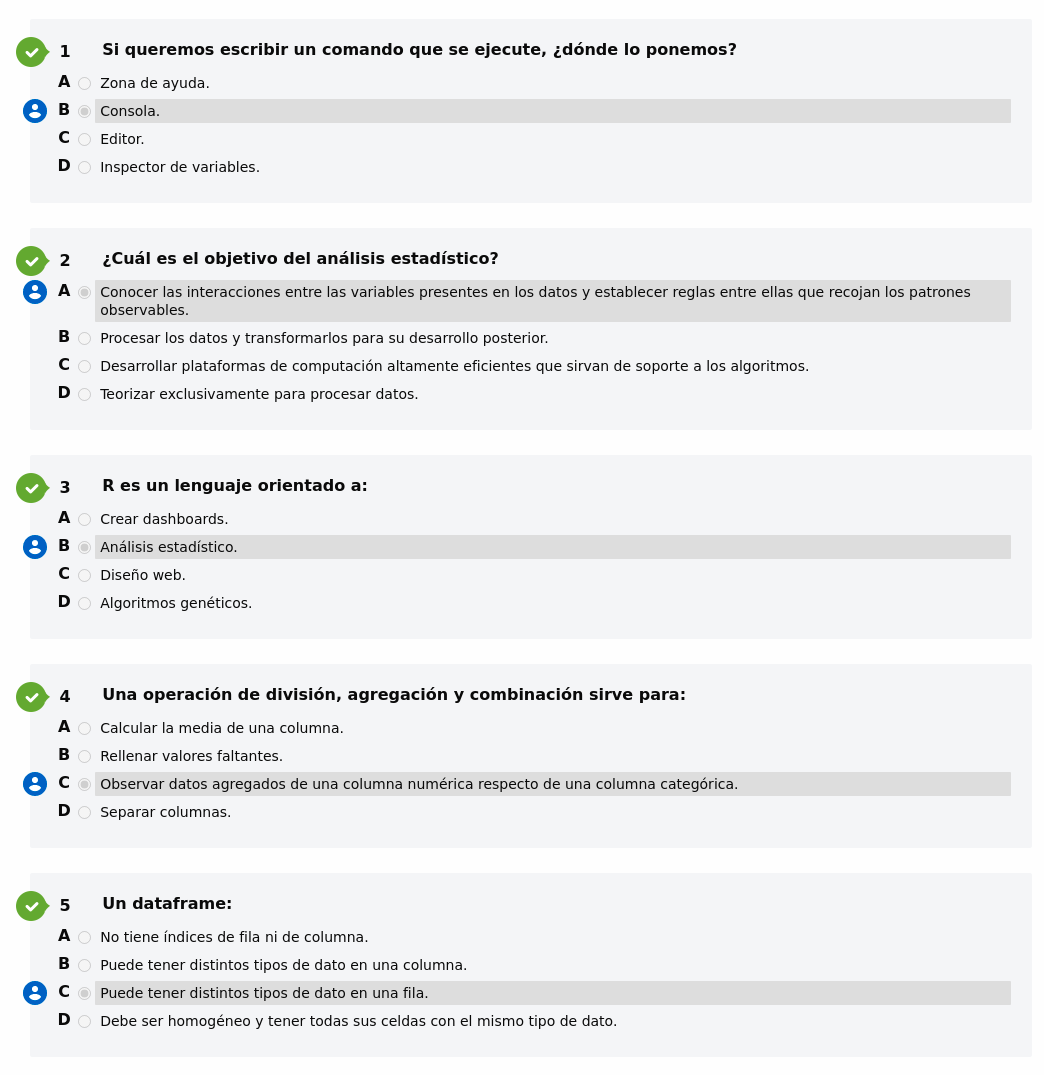 1 Si queremos escribir un comando que se ejecute, ¿dónde lo ponemos?
A Zona de ayuda.
B Consola.
C Editor.
D Inspector de variables.
2 ¿Cuál es el objetivo del análisis estadístico?
A Conocer las interacciones entre las variables presentes en los datos y establecer reglas entre ellas que recojan los patrones
observables.
B Procesar los datos y transformarlos para su desarrollo posterior.
C Desarrollar plataformas de computación altamente eficientes que sirvan de soporte a los algoritmos.
D Teorizar exclusivamente para procesar datos.
3 R es un lenguaje orientado a:
A Crear dashboards.
B Análisis estadístico.
C Diseño web.
D Algoritmos genéticos.
4 Una operación de división, agregación y combinación sirve para:
A Calcular la media de una columna.
B Rellenar valores faltantes.
C Observar datos agregados de una columna numérica respecto de una columna categórica.
D Separar columnas.
5 Un dataframe:
A No tiene índices de fila ni de columna.
B Puede tener distintos tipos de dato en una columna.
C Puede tener distintos tipos de dato en una fila.
D Debe ser homogéneo y tener todas sus celdas con el mismo tipo de dato.